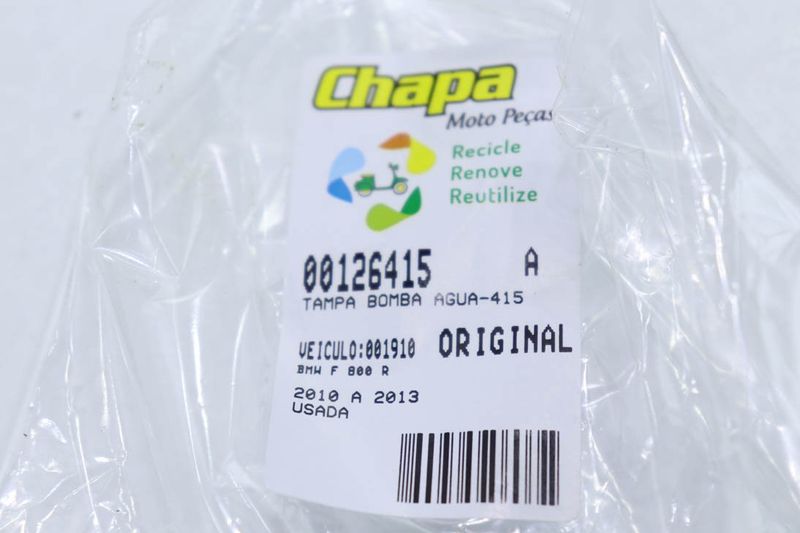 Chapa
Moto Peças
Recicle
Renove
Reutilize
00126415 A
TAMPA BOMBA AGUA-415
VEICULO:001910 ORIGINAL
BMW F 800 R
2010 A 2013
USADA